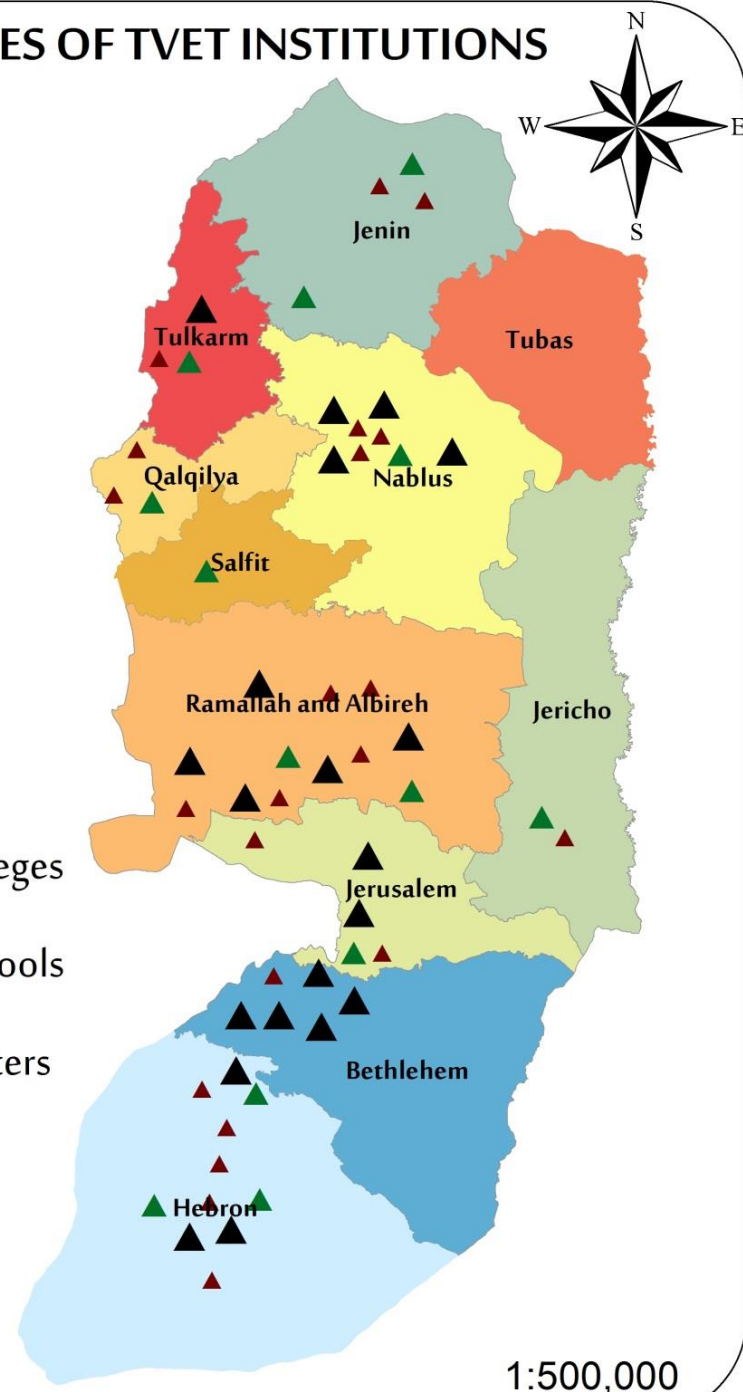 ES OF TVET INSTITUTIONS
N
W
E
S
Jenin
Tulkarm
Tubas
Qalqilya
Nablus
Salfit
Ramallah and Albireh
Jericho
eges
Jerusalem
ools
ters
Bethlehem
Hebron
1:500,000